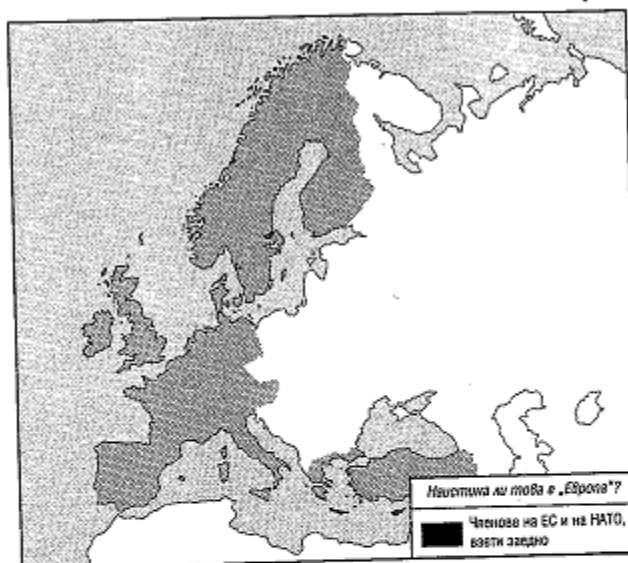 Наистина ли това е „Европа"?
Членове на ЕС и на НАТО,
взети заедно